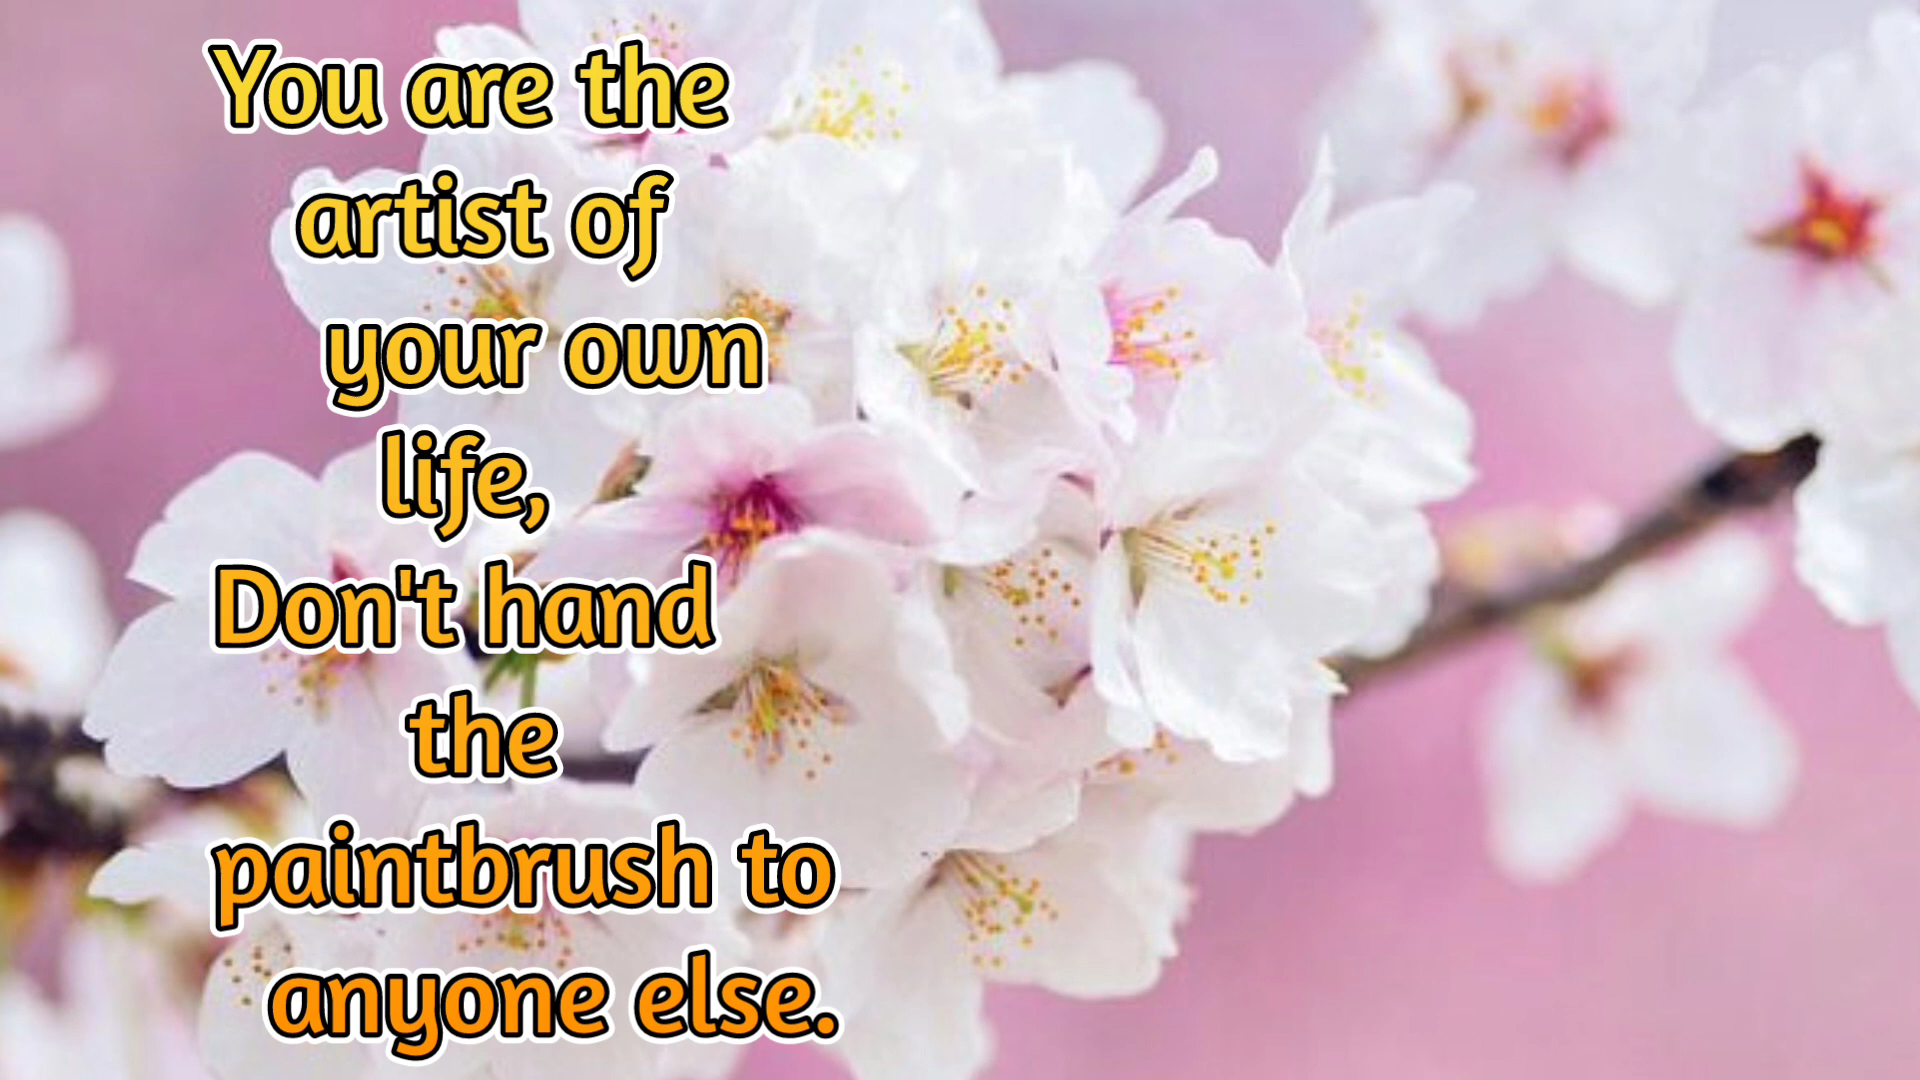 You are the
artist of
your own
life,
Don't hand
the
paintbrush to
anyone else.